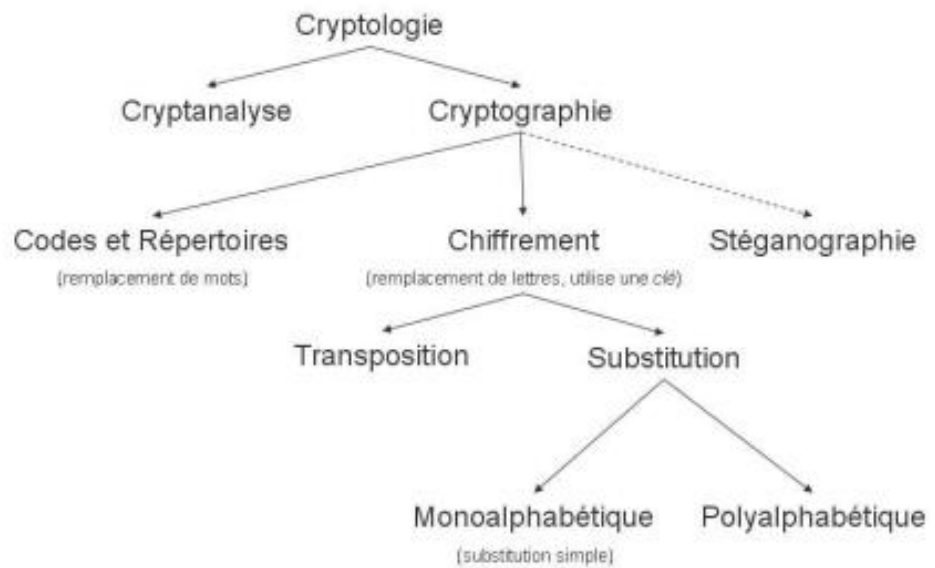 Cryptologie
Cryptanalyse
Cryptographie
Codes et Répertoires
(remplacement de mots)
Chiffrement
(remplacement de lettres, utilise une clé)
Stéganographie
Transposition
Substitution
Monoalphabétique
(substitution simple)
Polyalphabétique